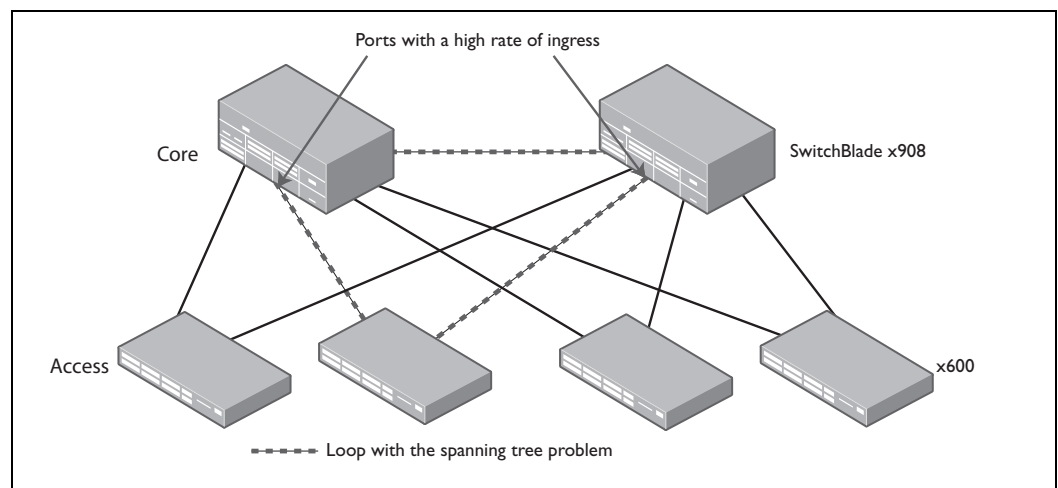 Ports with a high rate of ingress
Core
SwitchBlade x908
Access
x600
Loop with the spanning tree problem